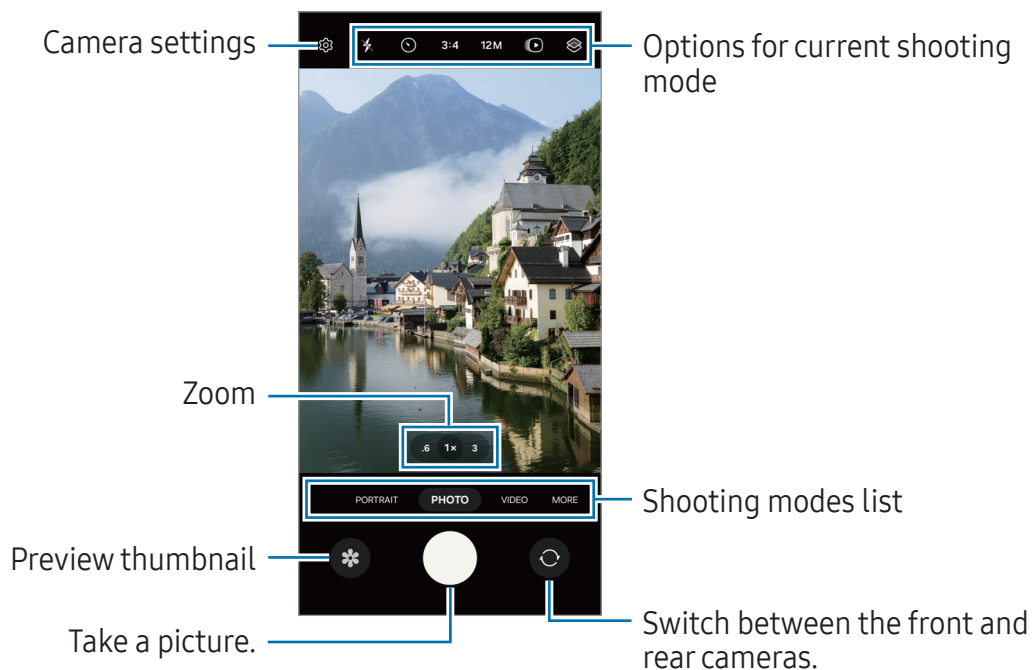 Camera settings
3:4
12M
Options for current shooting
mode
Zoom
.6 1× 3
PORTRAIT PHOTO VIDEO MORE
Shooting modes list
Preview thumbnail
Take a picture.
Switch between the front and
rear cameras.